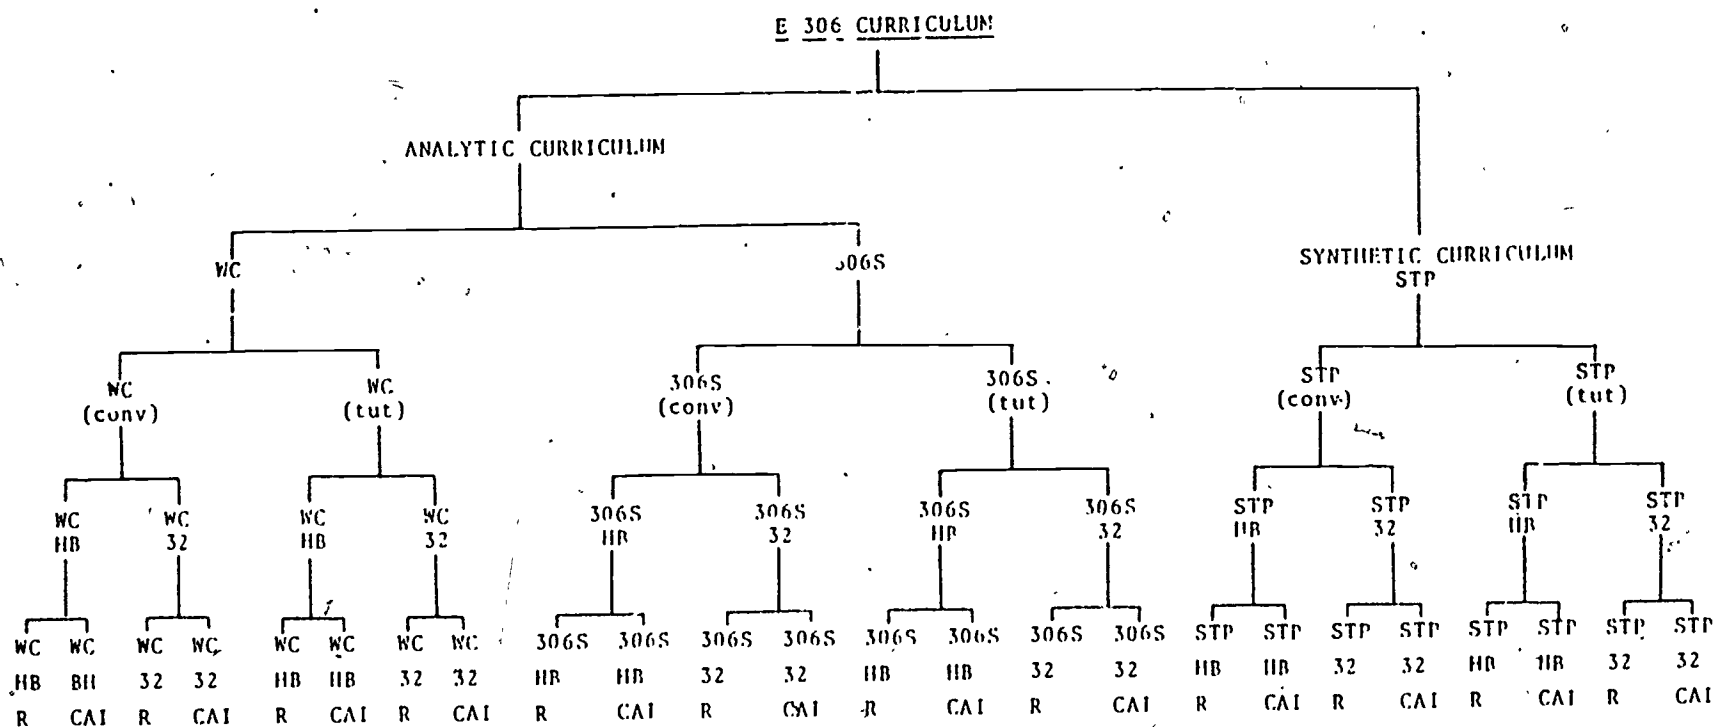 E 306 CURRICULUM
ANALYTIC CURRICULUM
WC 306S SYNTHETIC CURRICULUM
STP
WC WC 306S 306S. STP STP
(conv) (tut) (conv) (tut) (conv) (tut)
WC WC WC WC 306S 306S 306S 306S STP STP STP STP
HB 32 HB 32 HB 32 HB 32 HB 32 HB 32
WC WC WC WC WC WC WC WC 306S 306S 306S 306S 306S 306S 306S 306S STP STP STP STP STP STP STP STP
HB BH 32 32 HB HB 32 32 HB HB 32 32 HB HB 32 32 HB HB 32 32 HB HB 32 32
R CAI R CAI R CAI R CAI R CAI R CAI R CAI R CAI R CAI R CAI R CAI R CAI